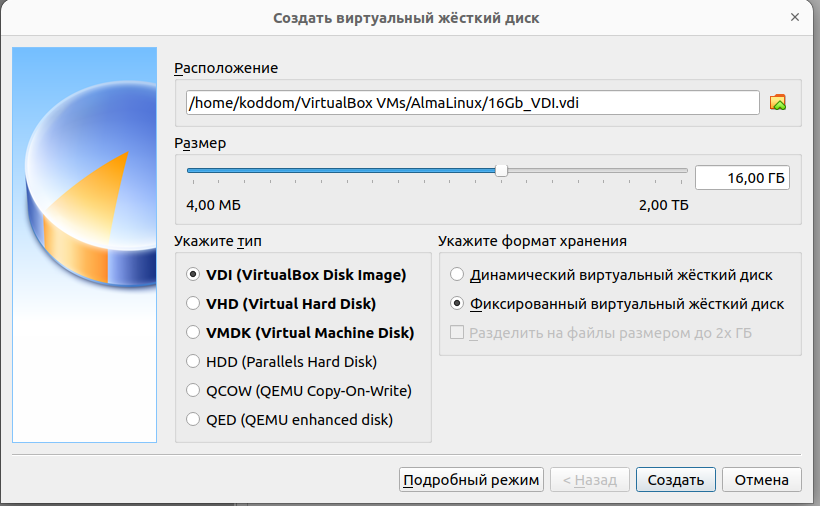 Создать виртуальный жёсткий диск
Расположение
/home/koddom/VirtualBox VMs/AlmaLinux/16Gb_VDI.vdi
Размер
16,00 ГБ
4,00 МБ 2,00 ТБ
Укажите тип
VDI (VirtualBox Disk Image)
VHD (Virtual Hard Disk)
VMDK (Virtual Machine Disk)
HDD (Parallels Hard Disk)
QCOW (QEMU Copy-On-Write)
QED (QEMU enhanced disk)
Укажите формат хранения
Динамический виртуальный жёсткий диск
Фиксированный виртуальный жёсткий диск
Разделить на файлы размером до 2х ГБ
Подробный режим < Назад Создать Отмена